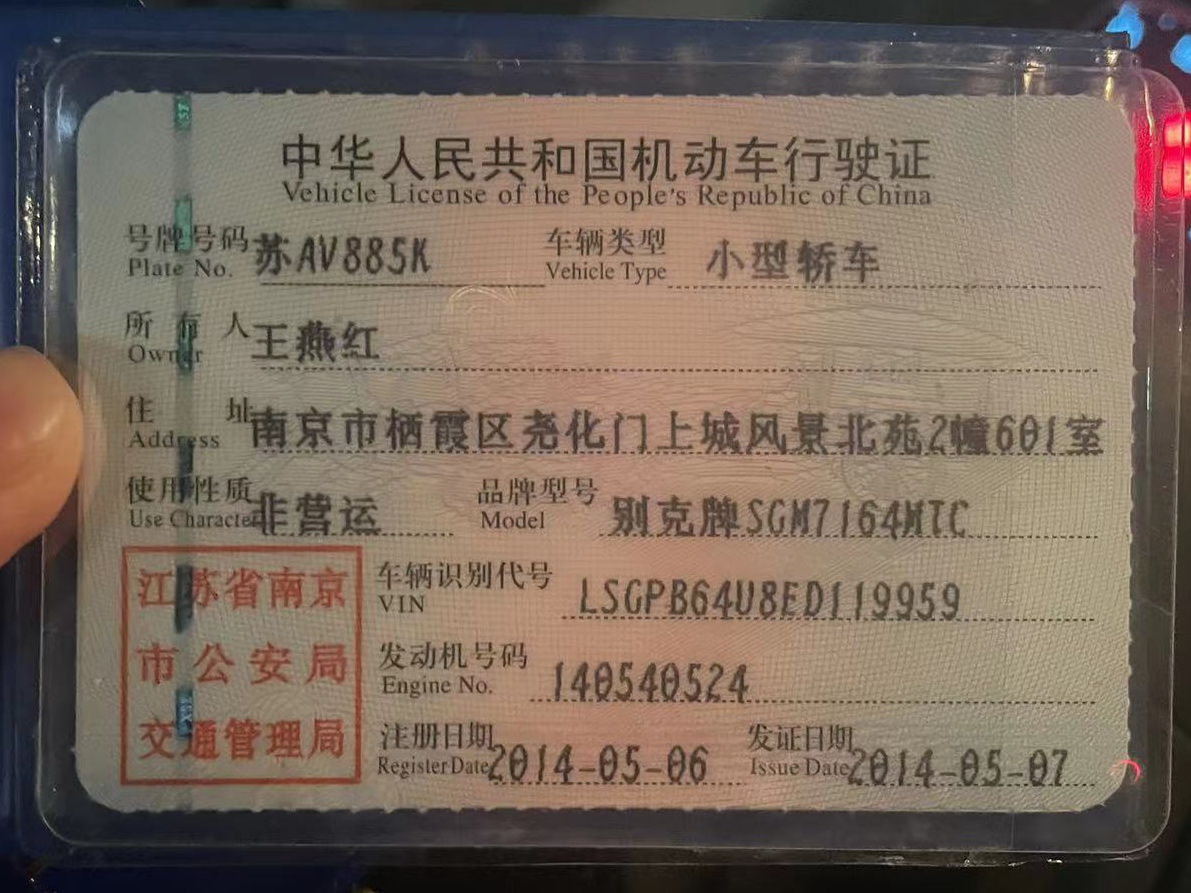 中华人民共和国机动车行驶证
Vehicle License of the People's Republic of China
号牌号码 苏AV885K 车辆类型 小型轿车
Plate No. Vehicle Type
所有人 王燕红
Owner
住址 南京市栖霞区尧化门上城风景北苑2幢601室
Address
使用性质 非营运 品牌型号 别克牌SGM7164MTC
Use Character Model
江苏省南京
市公安局
交通管理局
车辆识别代号 LSGPB64U8ED119959
VIN
发动机号码 140540524
Engine No.
注册日期 2014-05-06 发证日期 2014-05-07
Register Date Issue Date